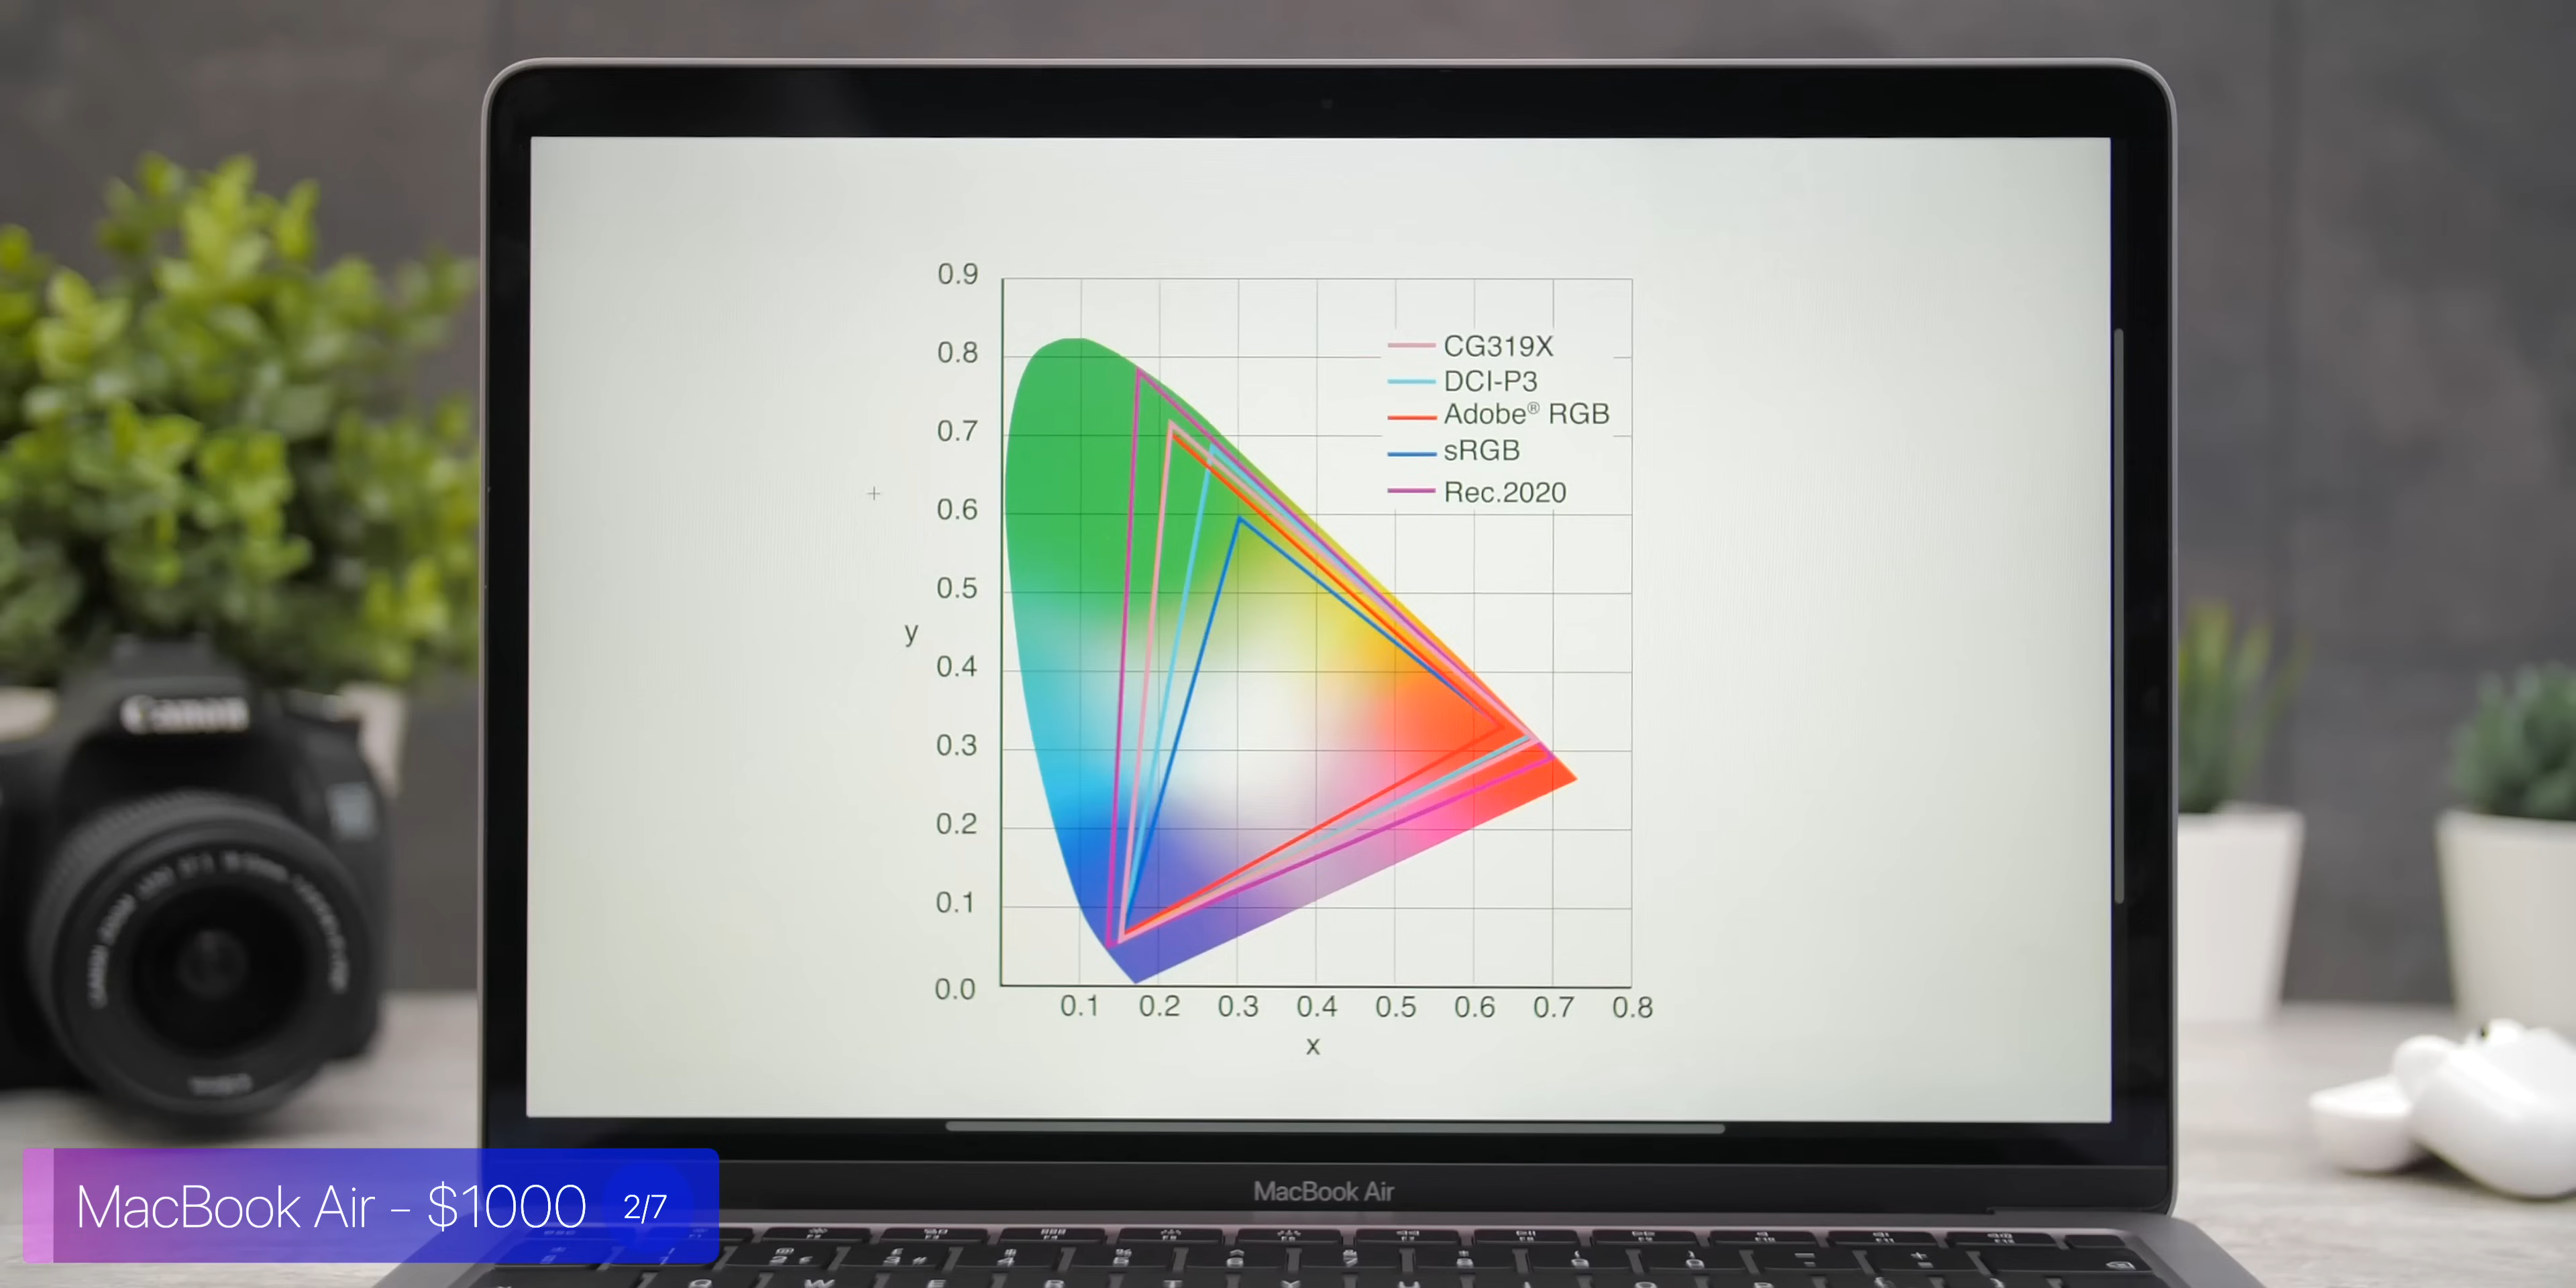 0.9
0.8
0.7
0.6
0.5
0.4
0.3
0.2
0.1
0.0
y
CG319X
DCI-P3
Adobe® RGB
sRGB
Rec.2020
0.1 0.2 0.3 0.4 0.5 0.6 0.7 0.8
x
Canon
MacBook Air
MacBook Air - $1000 2/7